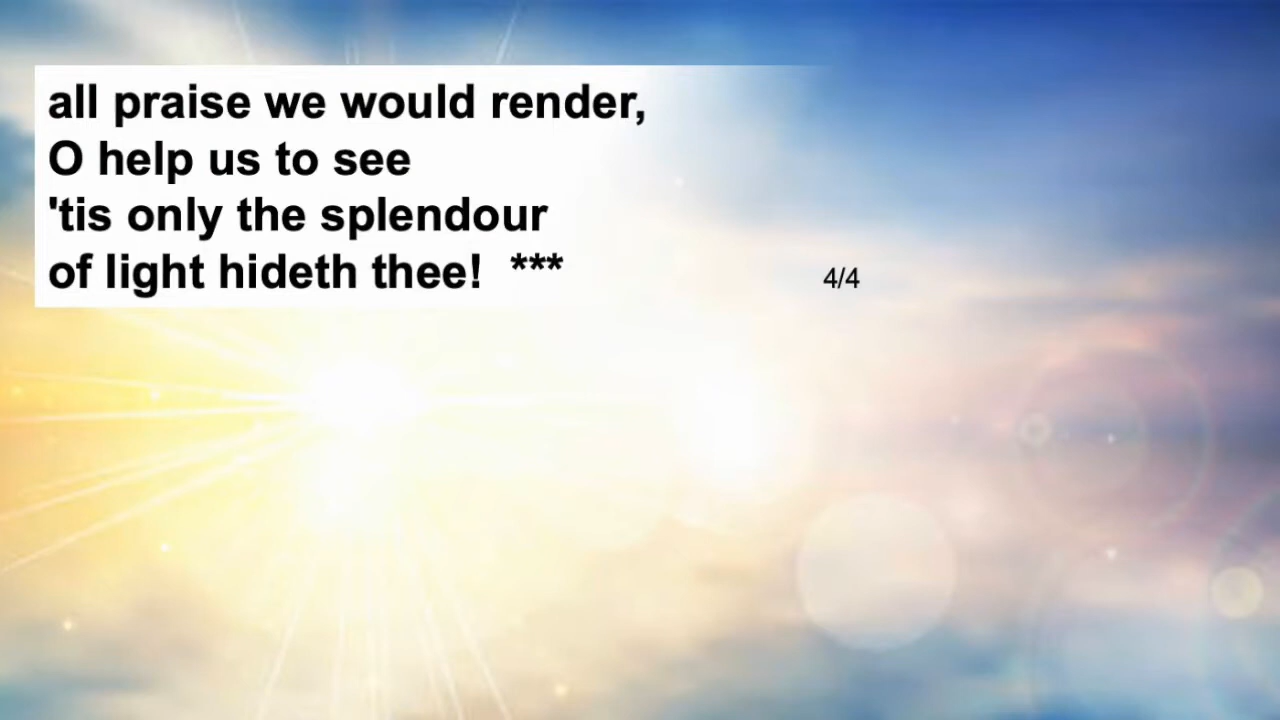 all praise we would render,
O help us to see
'tis only the splendour
of light hideth thee!  ***
4/4